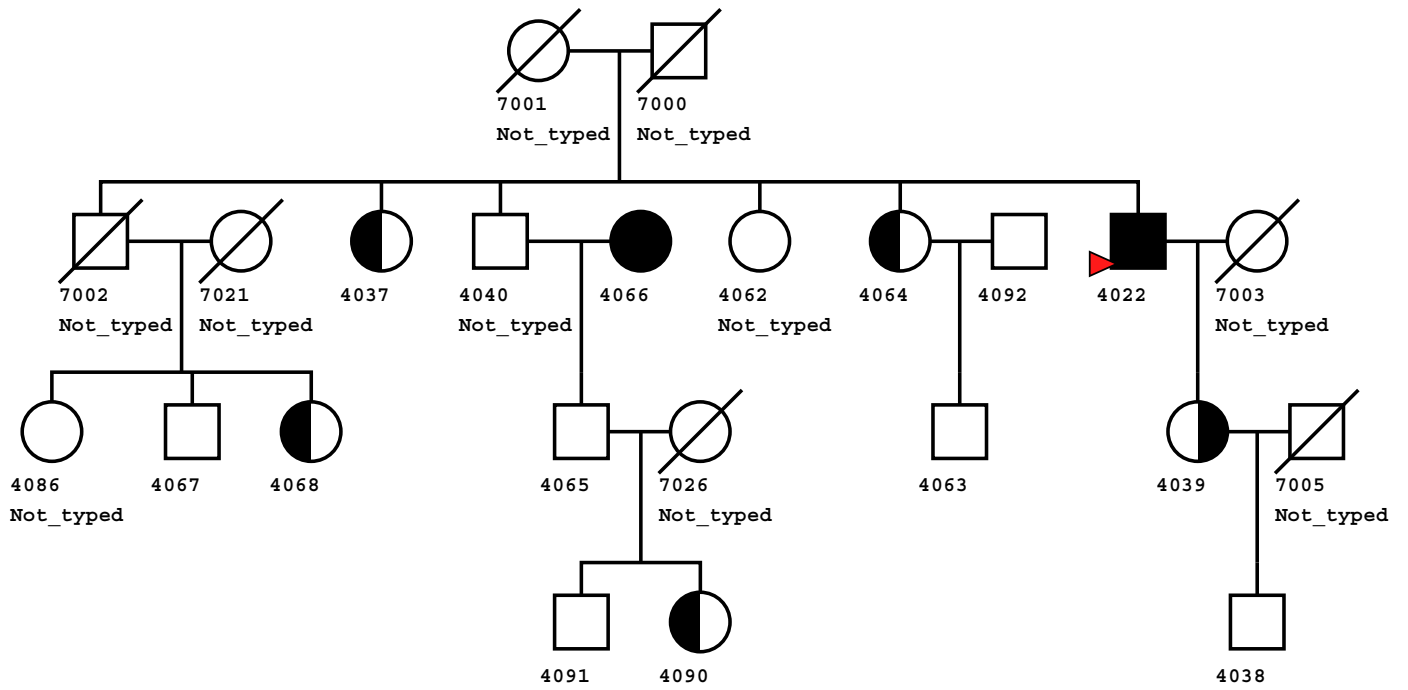 7001 7000
Not_typed Not_typed
7002 7021 4037 4040 4066 4062 4064 4092 4022 7003
Not_typed Not_typed Not_typed Not_typed Not_typed
4086 4067 4068 4065 7026 4063 4039 7005
Not_typed Not_typed Not_typed
4091 4090 4038